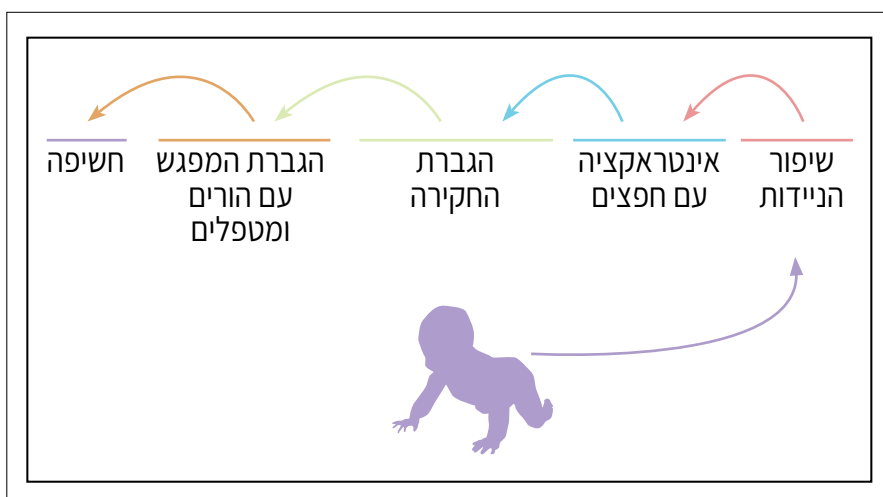 שיפור
הניידות
אינטראקציה
עם חפצים
הגברת
החקירה
הגברת המפגש
עם הורים
ומטפלים
חשיפה